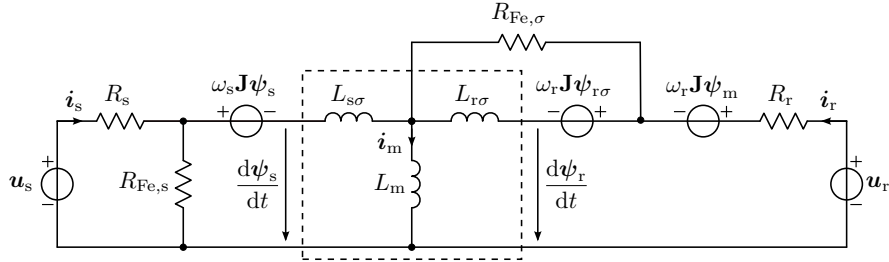 R_Fe,σ
ω_s Jψ_s
L_sσ
L_rσ
ω_r Jψ_rσ
ω_r Jψ_m
i_s
R_s
R_r
i_r
+ −
− +
− +
i_m
u_s
+
−
R_Fe,s
dψ_s
dt
L_m
dψ_r
dt
+
−
u_r